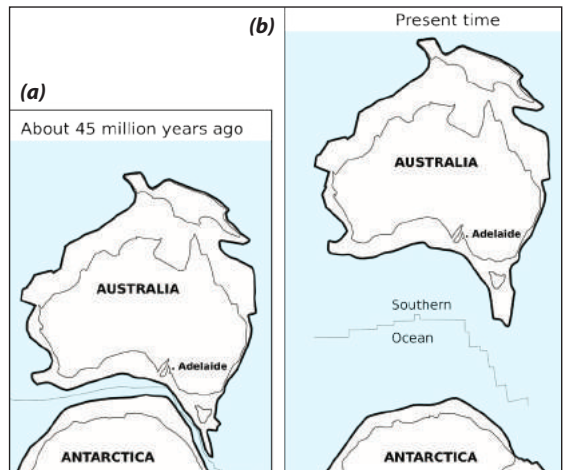 (a)
About 45 million years ago
AUSTRALIA
. Adelaide
ANTARCTICA
(b)
Present time
AUSTRALIA
. Adelaide
Southern
Ocean
ANTARCTICA